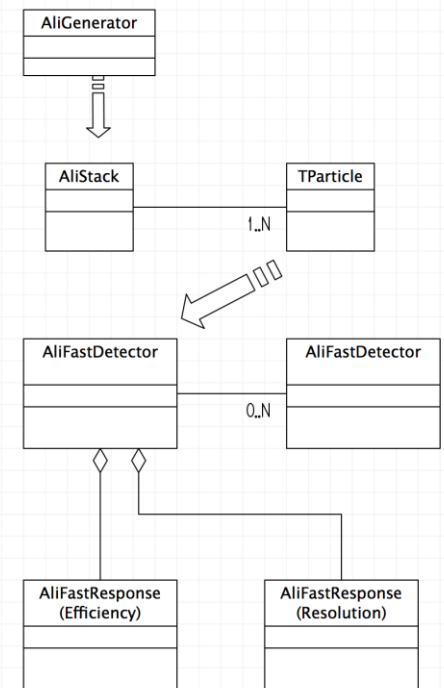 AliGenerator
AliStack
TParticle
1..N
AliFastDetector
AliFastDetector
0..N
AliFastResponse
(Efficiency)
AliFastResponse
(Resolution)